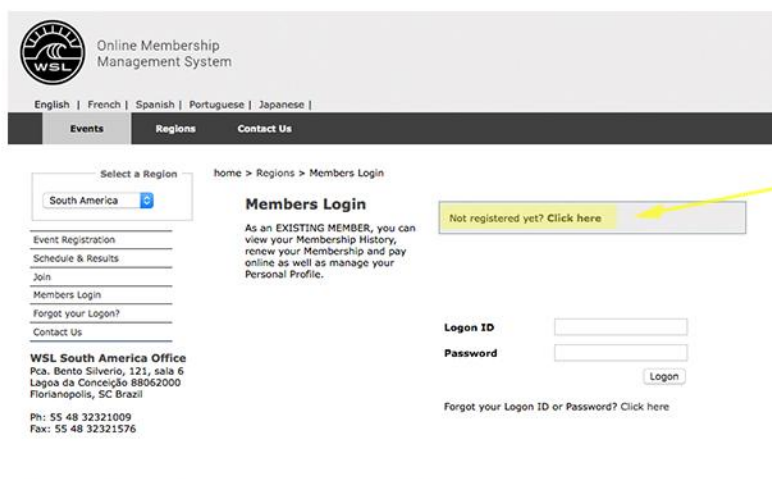 WSL
Online Membership
Management System
English | French | Spanish | Portuguese | Japanese |
Events Regions Contact Us
Select a Region
South America
Event Registration
Schedule & Results
Join
Members Login
Forgot your Logon?
Contact Us
WSL South America Office
Pca. Bento Silverio, 121, sala 6
Lagoa da Conceição 88062000
Florianopolis, SC Brazil
Ph: 55 48 32321009
Fax: 55 48 32321576
home > Regions > Members Login
Members Login
As an EXISTING MEMBER, you can
view your Membership History,
renew your Membership and pay
online as well as manage your
Personal Profile.
Not registered yet? Click here
Logon ID
Password
Logon
Forgot your Logon ID or Password? Click here